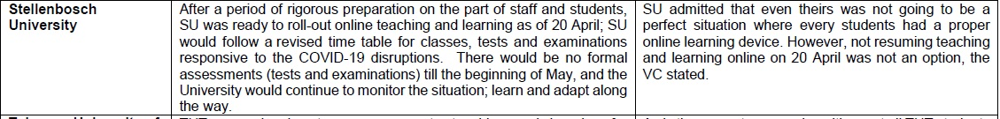 Stellenbosch
University
After a period of rigorous preparation on the part of staff and students,
SU was ready to roll-out online teaching and learning as of 20 April; SU
would follow a revised time table for classes, tests and examinations
responsive to the COVID-19 disruptions. There would be no formal
assessments (tests and examinations) till the beginning of May, and the
University would continue to monitor the situation; learn and adapt along
the way.
SU admitted that even theirs was not going to be a
perfect situation where every students had a proper
online learning device. However, not resuming teaching
and learning online on 20 April was not an option, the
VC stated.